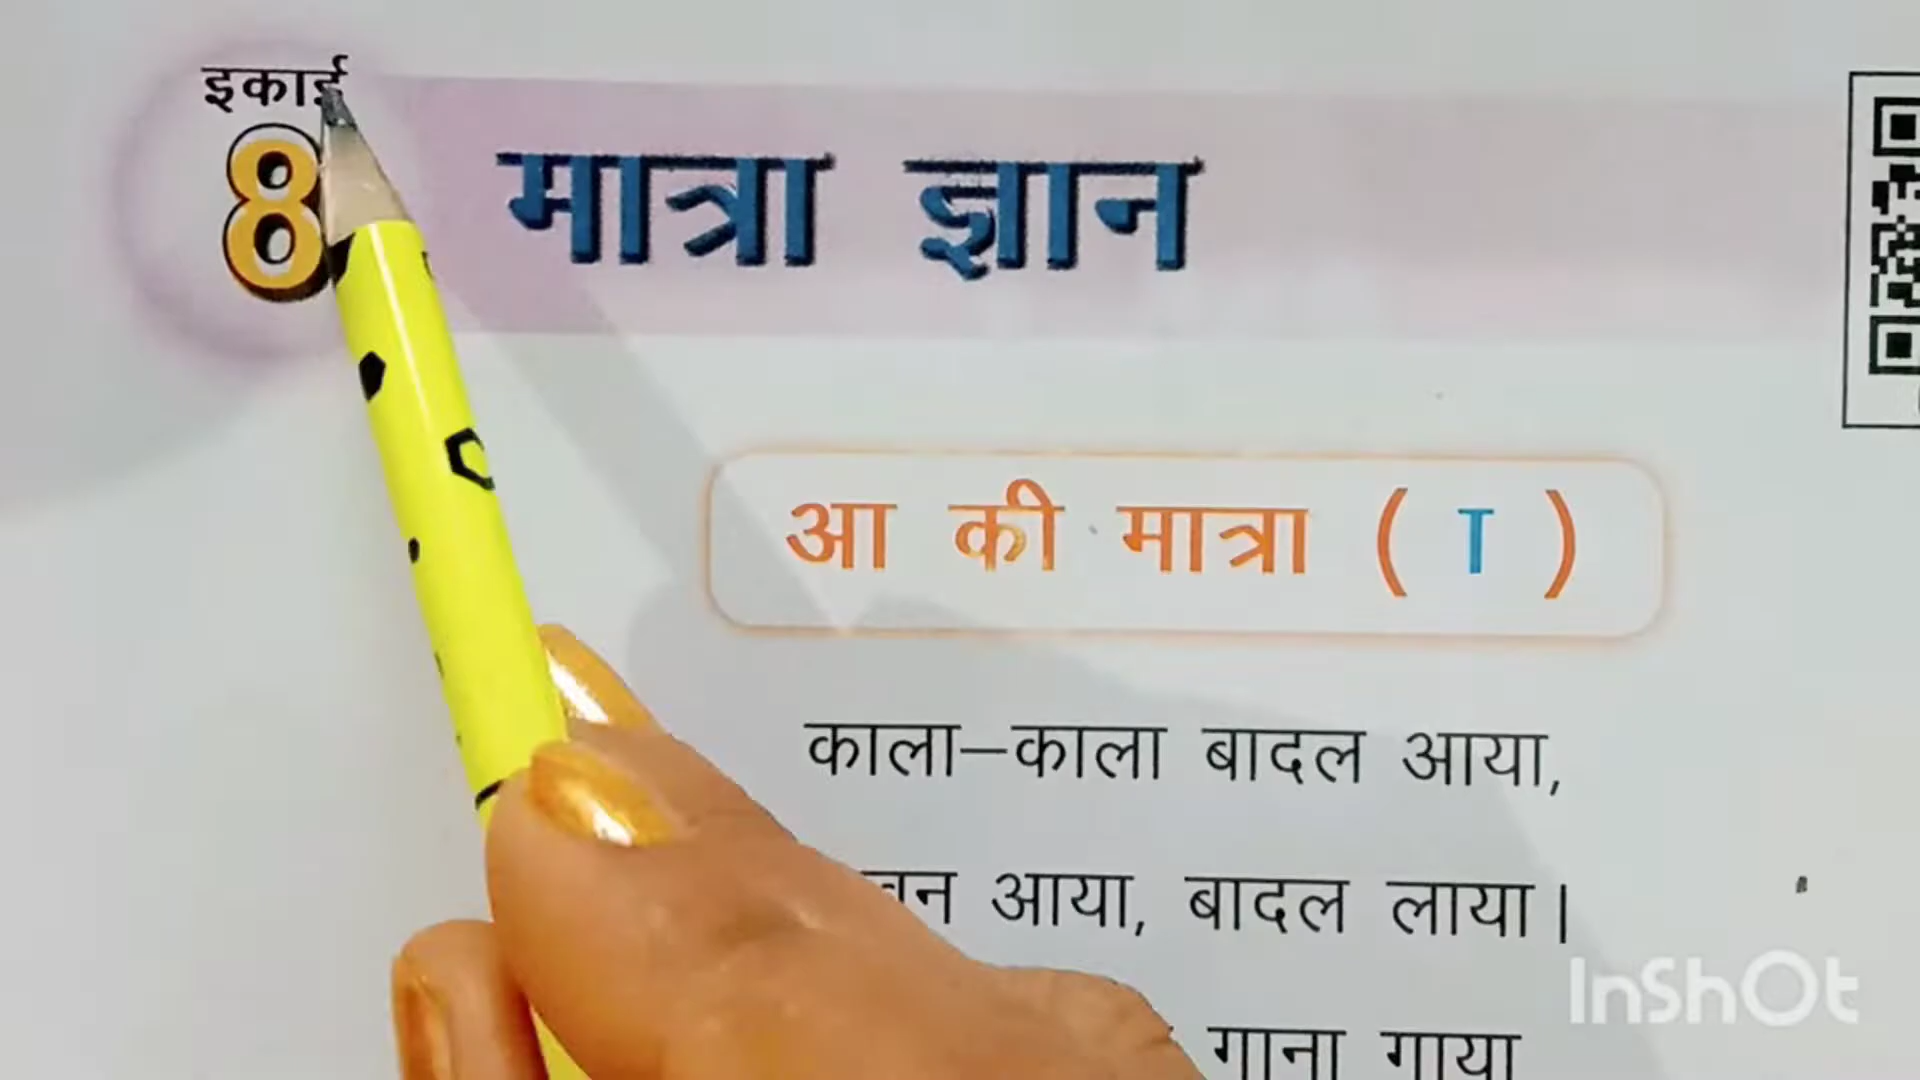 इकाई
8 मात्रा ज्ञान
आ की मात्रा ( ा )
काला–काला बादल आया,
आया, बादल लाया।
गाना गाया
InShOt